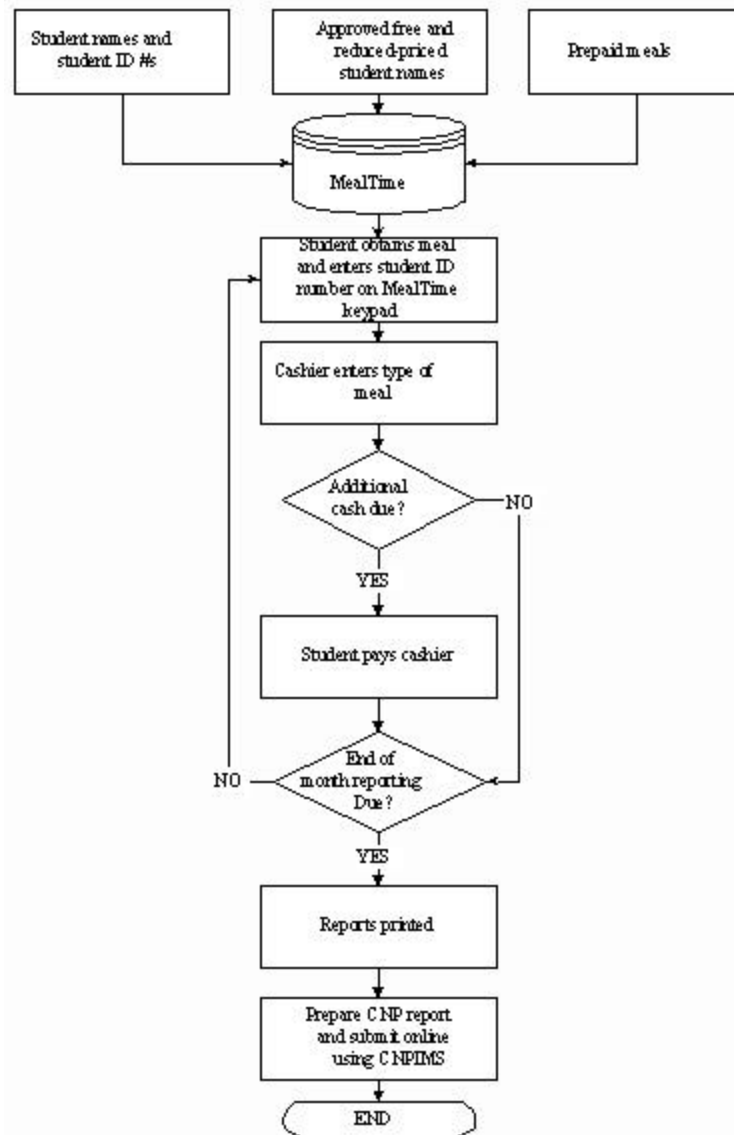 Student names and
student ID #s
Approved free and
reduced-priced
student names
Prepaid meals
MealTime
Student obtains meal
and enters student ID
number on MealTime
keypad
Cashier enters type of
meal
Additional
cash due?
NO
YES
Student pays cashier
End of
month reporting
Due?
NO
YES
Reports printed
Prepare CNP report
and submit online
using CNPIMS
END